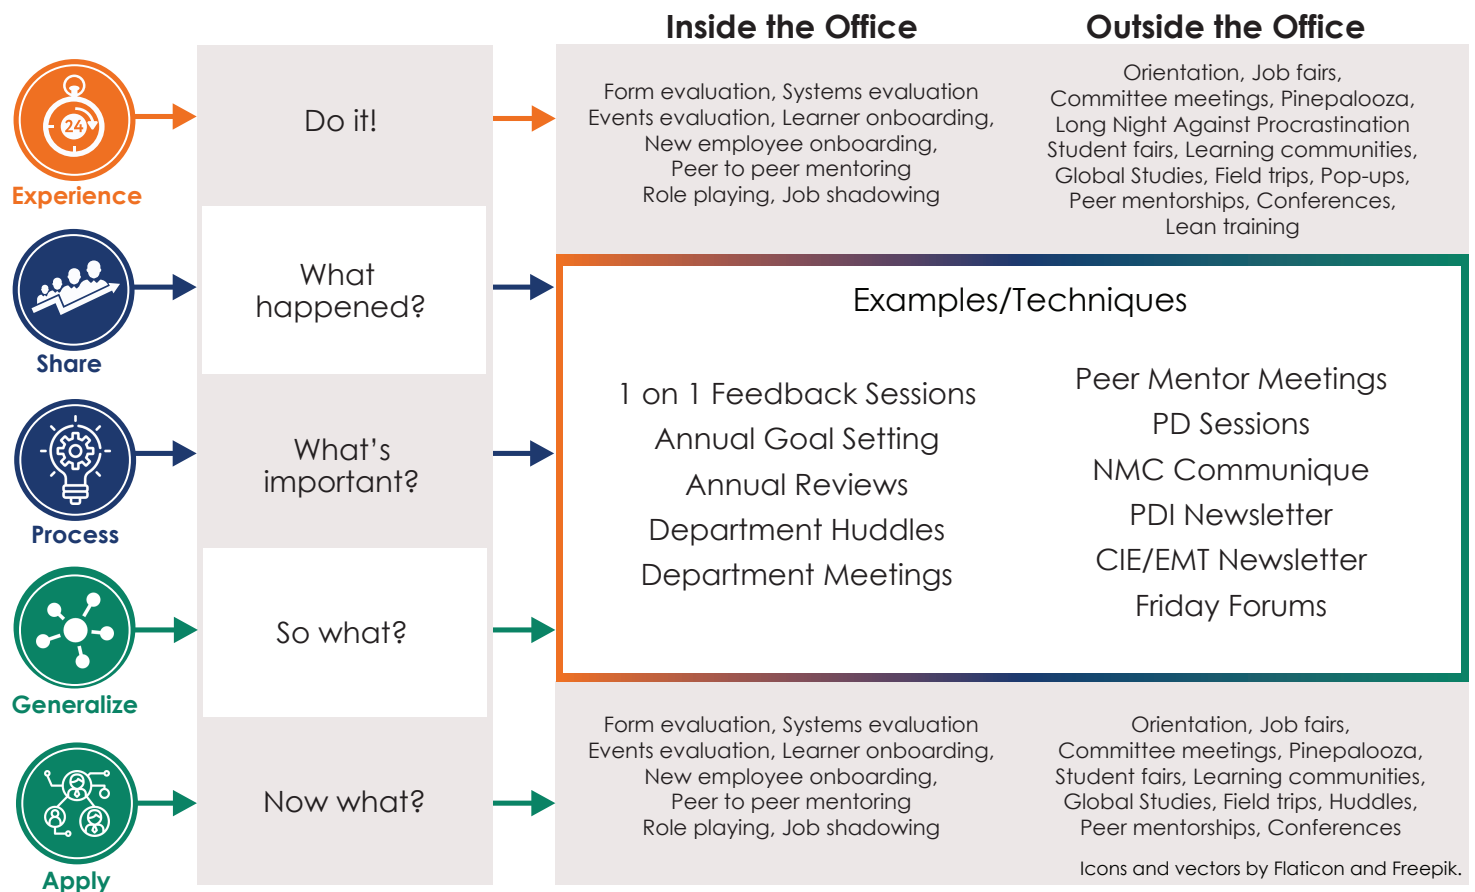 Inside the Office
Outside the Office
24
Experience
Do it!
Form evaluation, Systems evaluation
Events evaluation, Learner onboarding,
New employee onboarding,
Peer to peer mentoring
Role playing, Job shadowing
Orientation, Job fairs,
Committee meetings, Pinepalooza,
Long Night Against Procrastination
Student fairs, Learning communities,
Global Studies, Field trips, Pop-ups,
Peer mentorships, Conferences,
Lean training
Share
What
happened?
Process
What's
important?
Generalize
So what?
Examples/Techniques
1 on 1 Feedback Sessions
Annual Goal Setting
Annual Reviews
Department Huddles
Department Meetings
Peer Mentor Meetings
PD Sessions
NMC Communique
PDI Newsletter
CIE/EMT Newsletter
Friday Forums
Apply
Now what?
Form evaluation, Systems evaluation
Events evaluation, Learner onboarding,
New employee onboarding,
Peer to peer mentoring
Role playing, Job shadowing
Orientation, Job fairs,
Committee meetings, Pinepalooza,
Student fairs, Learning communities,
Global Studies, Field trips, Huddles,
Peer mentorships, Conferences
Icons and vectors by Flaticon and Freepik.